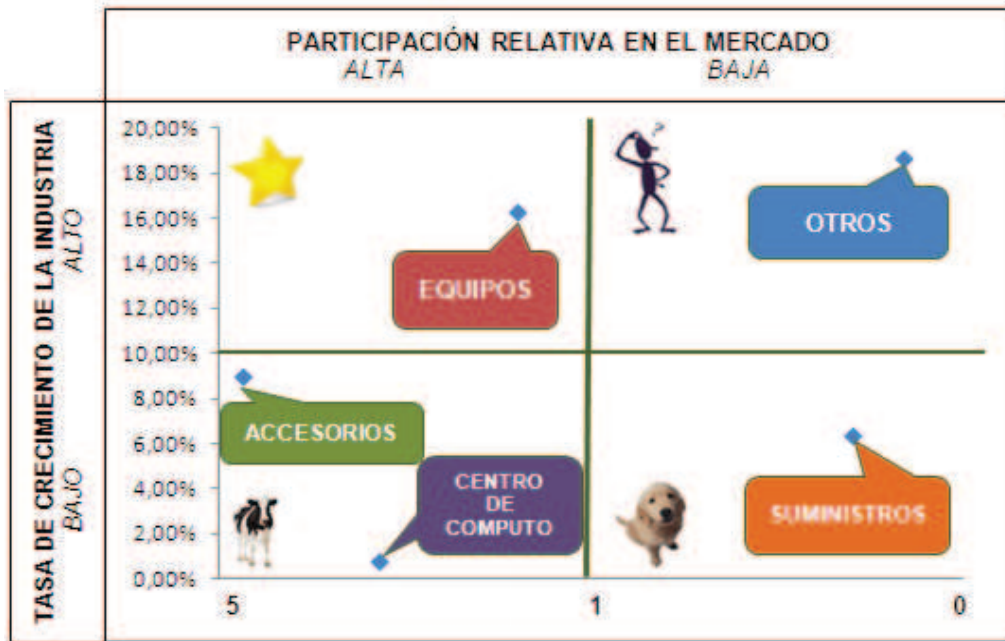 PARTICIPACIÓN RELATIVA EN EL MERCADO
ALTA BAJA
TASA DE CRECIMIENTO DE LA INDUSTRIA
BAJO ALTO
20,00%
18,00%
16,00%
14,00%
12,00%
10,00%
8,00%
6,00%
4,00%
2,00%
0,00%
?
OTROS
EQUIPOS
ACCESORIOS
CENTRO
DE
COMPUTO
SUMINISTROS
5 1 0